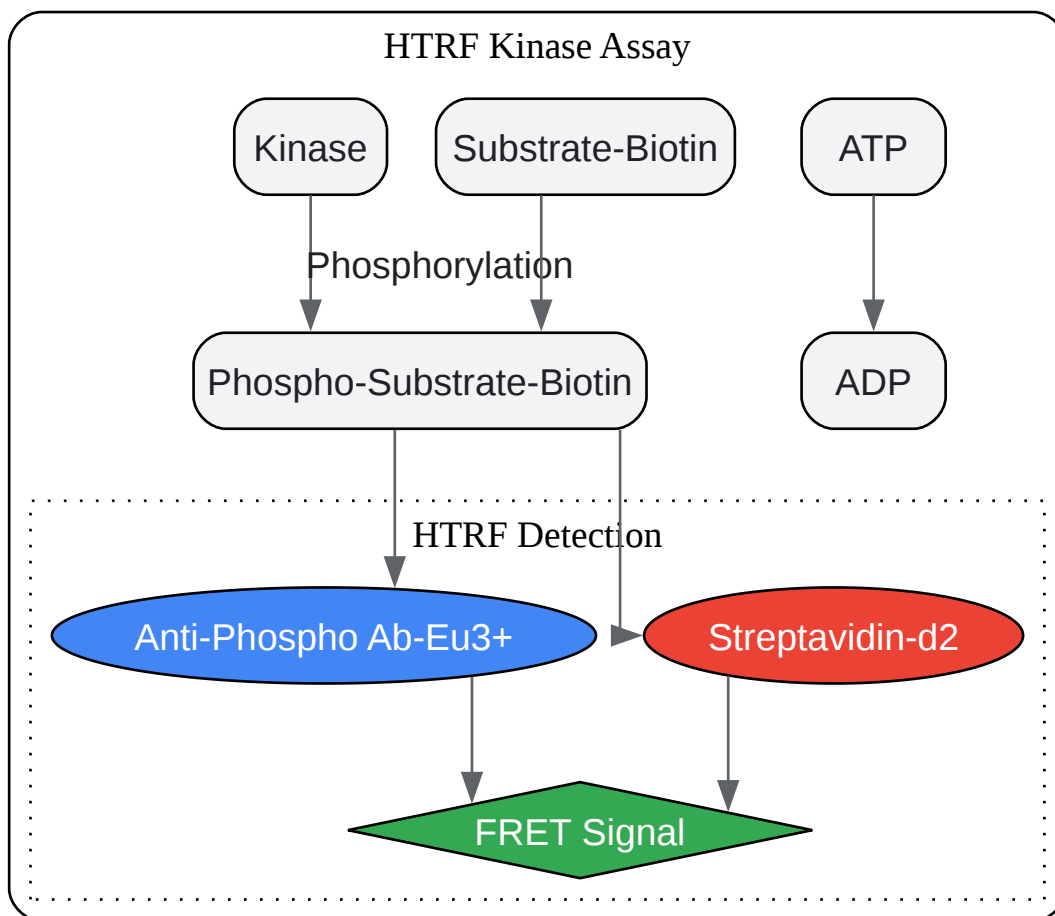 HTRF Kinase Assay
Kinase
Substrate-Biotin
ATP
Phosphorylation
Phospho-Substrate-Biotin
ADP
HTRF Detection
Anti-Phospho Ab-Eu3+
Streptavidin-d2
FRET Signal